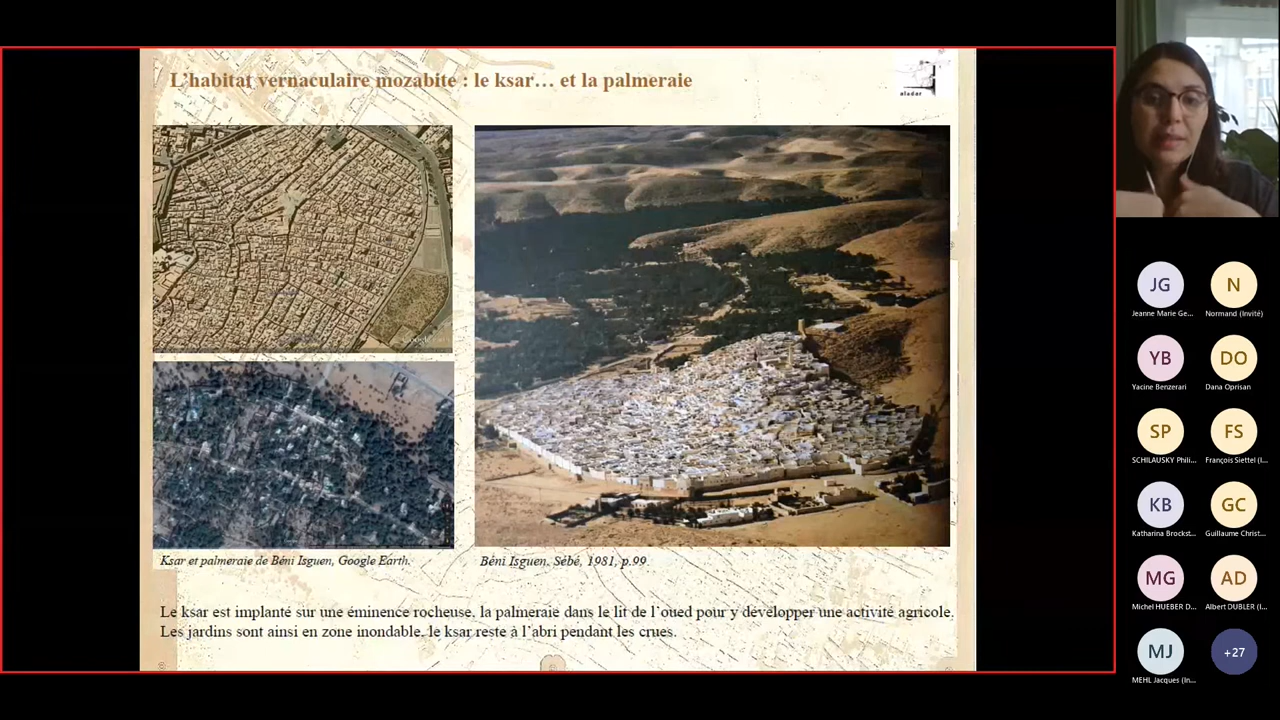 L'habitat vernaculaire mozabite : le ksar… et la palmeraie
aladar
Ksar et palmeraie de Béni Isguen, Google Earth.
Béni Isguen, Sébé, 1981, p.99.
Le ksar est implanté sur une éminence rocheuse, la palmeraie dans le lit de l'oued pour y développer une activité agricole.
Les jardins sont ainsi en zone inondable, le ksar reste à l'abri pendant les crues.
JG
Jeanne Marie Ge...
N
Normand (Invité)
YB
Yacine Benzerari
DO
Dana Oprisan
SP
SCHILAUSKY Phili...
FS
François Siettel (I...
KB
Katharina Brockst...
GC
Guillaume Christ...
MG
Michel HUEBER D...
AD
Albert DUBLER (I...
MJ
MEHL Jacques (In...
+27